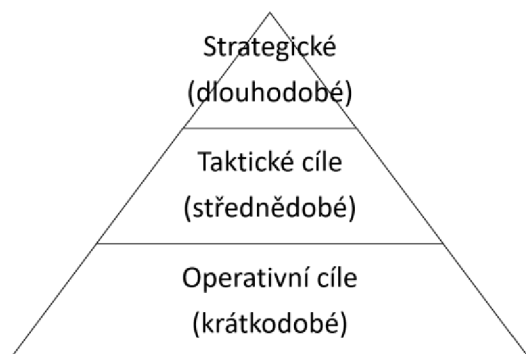 Strategické
(dlouhodobé)
Taktické cíle
(střednědobé)
Operativní cíle
(krátkodobé)